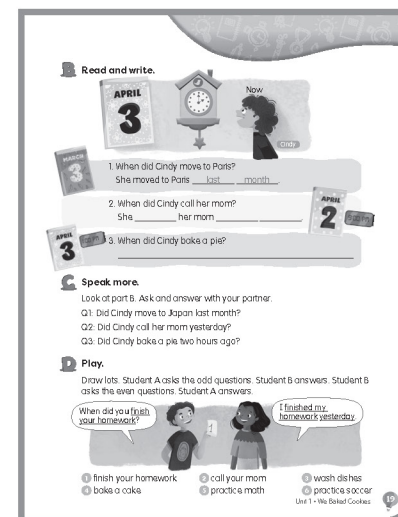 B Read and write.
APRIL
3
Now
Cindy
MARCH
3
1. When did Cindy move to Paris?
She moved to Paris last month.
2. When did Cindy call her mom?
She ________ her mom ________ ________.
APRIL
2
APRIL
3
3. When did Cindy bake a pie?
C Speak more.
Look at part B. Ask and answer with your partner.
Q1: Did Cindy move to Japan last month?
Q2: Did Cindy call her mom yesterday?
Q3: Did Cindy bake a pie two hours ago?
D Play.
Draw lots. Student A asks the odd questions. Student B answers. Student B
asks the even questions. Student A answers.
When did you finish
your homework?
1
I finished my
homework yesterday.
1 finish your homework
2 call your mom
3 wash dishes
4 bake a cake
5 practice math
6 practice soccer
Unit 1 • We Baked Cookies
19